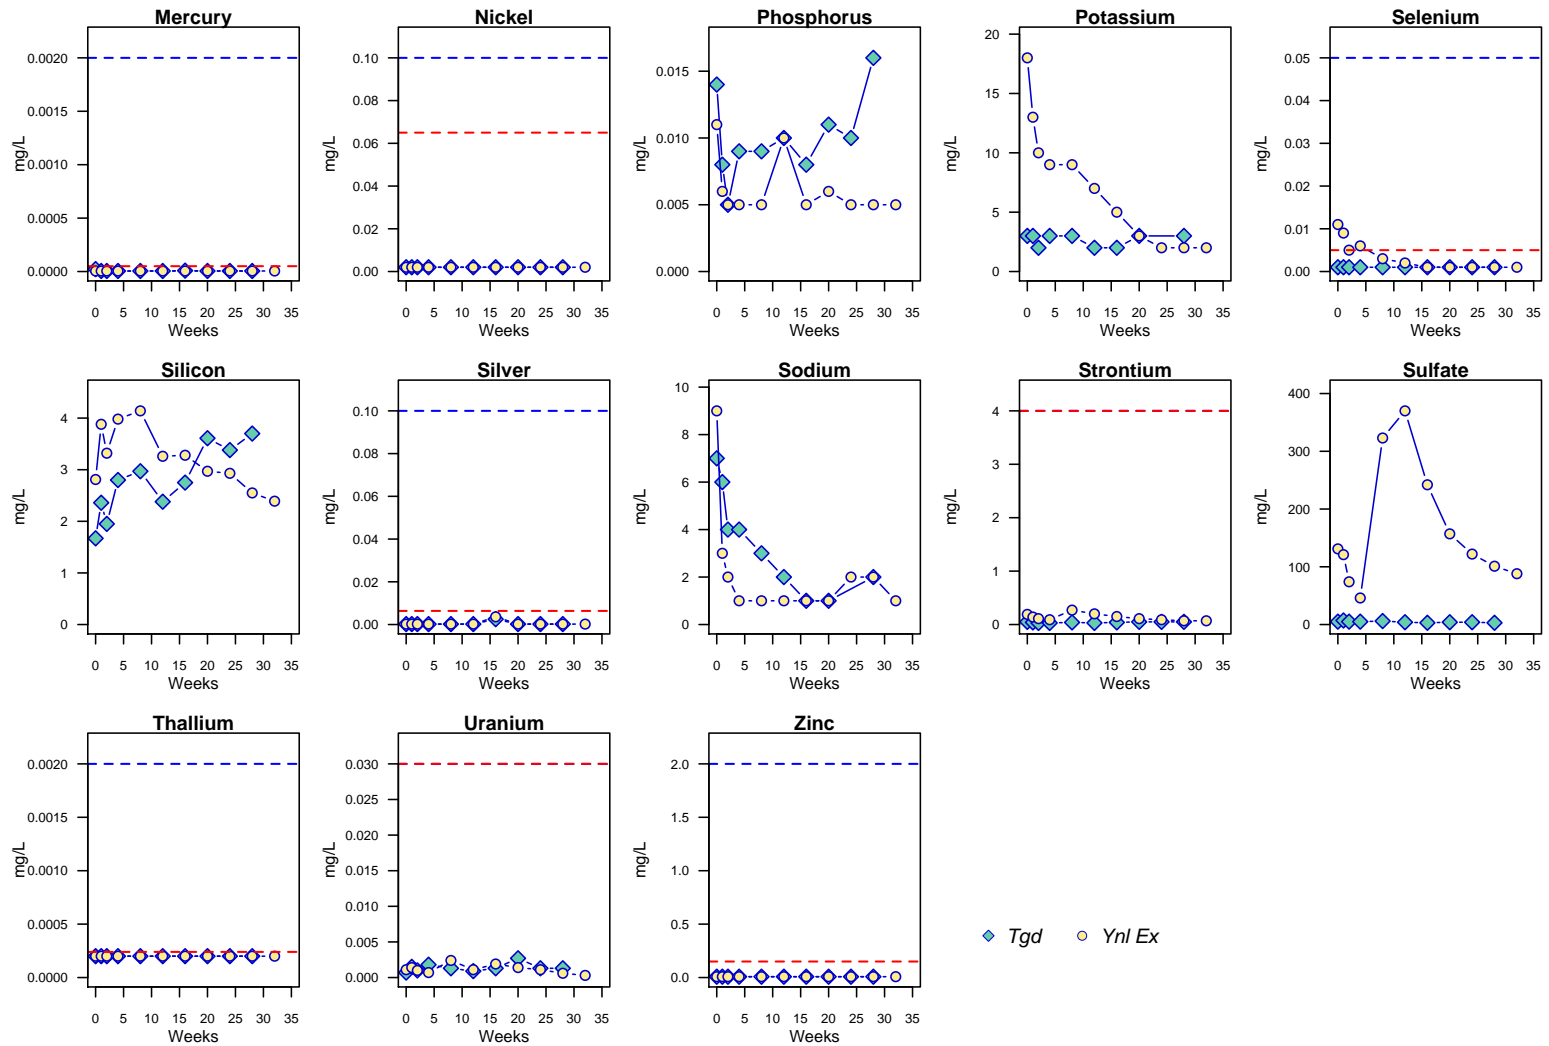 Mercury Nickel Phosphorus Potassium Selenium
mg/L 0.0000 0.0005 0.0010 0.0015 0.0020
0 5 10 15 20 25 30 35
Weeks
mg/L 0.00 0.02 0.04 0.06 0.08 0.10
0 5 10 15 20 25 30 35
Weeks
mg/L 0.000 0.005 0.010 0.015
0 5 10 15 20 25 30 35
Weeks
mg/L 0 5 10 15 20
0 5 10 15 20 25 30 35
Weeks
mg/L 0.00 0.01 0.02 0.03 0.04 0.05
0 5 10 15 20 25 30 35
Weeks
Silicon Silver Sodium Strontium Sulfate
mg/L 0 1 2 3 4
0 5 10 15 20 25 30 35
Weeks
mg/L 0.00 0.02 0.04 0.06 0.08 0.10
0 5 10 15 20 25 30 35
Weeks
mg/L 0 2 4 6 8 10
0 5 10 15 20 25 30 35
Weeks
mg/L 0 1 2 3 4
0 5 10 15 20 25 30 35
Weeks
mg/L 0 100 200 300 400
0 5 10 15 20 25 30 35
Weeks
Thallium Uranium Zinc
mg/L 0.0000 0.0005 0.0010 0.0015 0.0020
0 5 10 15 20 25 30 35
Weeks
mg/L 0.000 0.005 0.010 0.015 0.020 0.025 0.030
0 5 10 15 20 25 30 35
Weeks
mg/L 0.0 0.5 1.0 1.5 2.0
0 5 10 15 20 25 30 35
Weeks
Tgd Ynl Ex